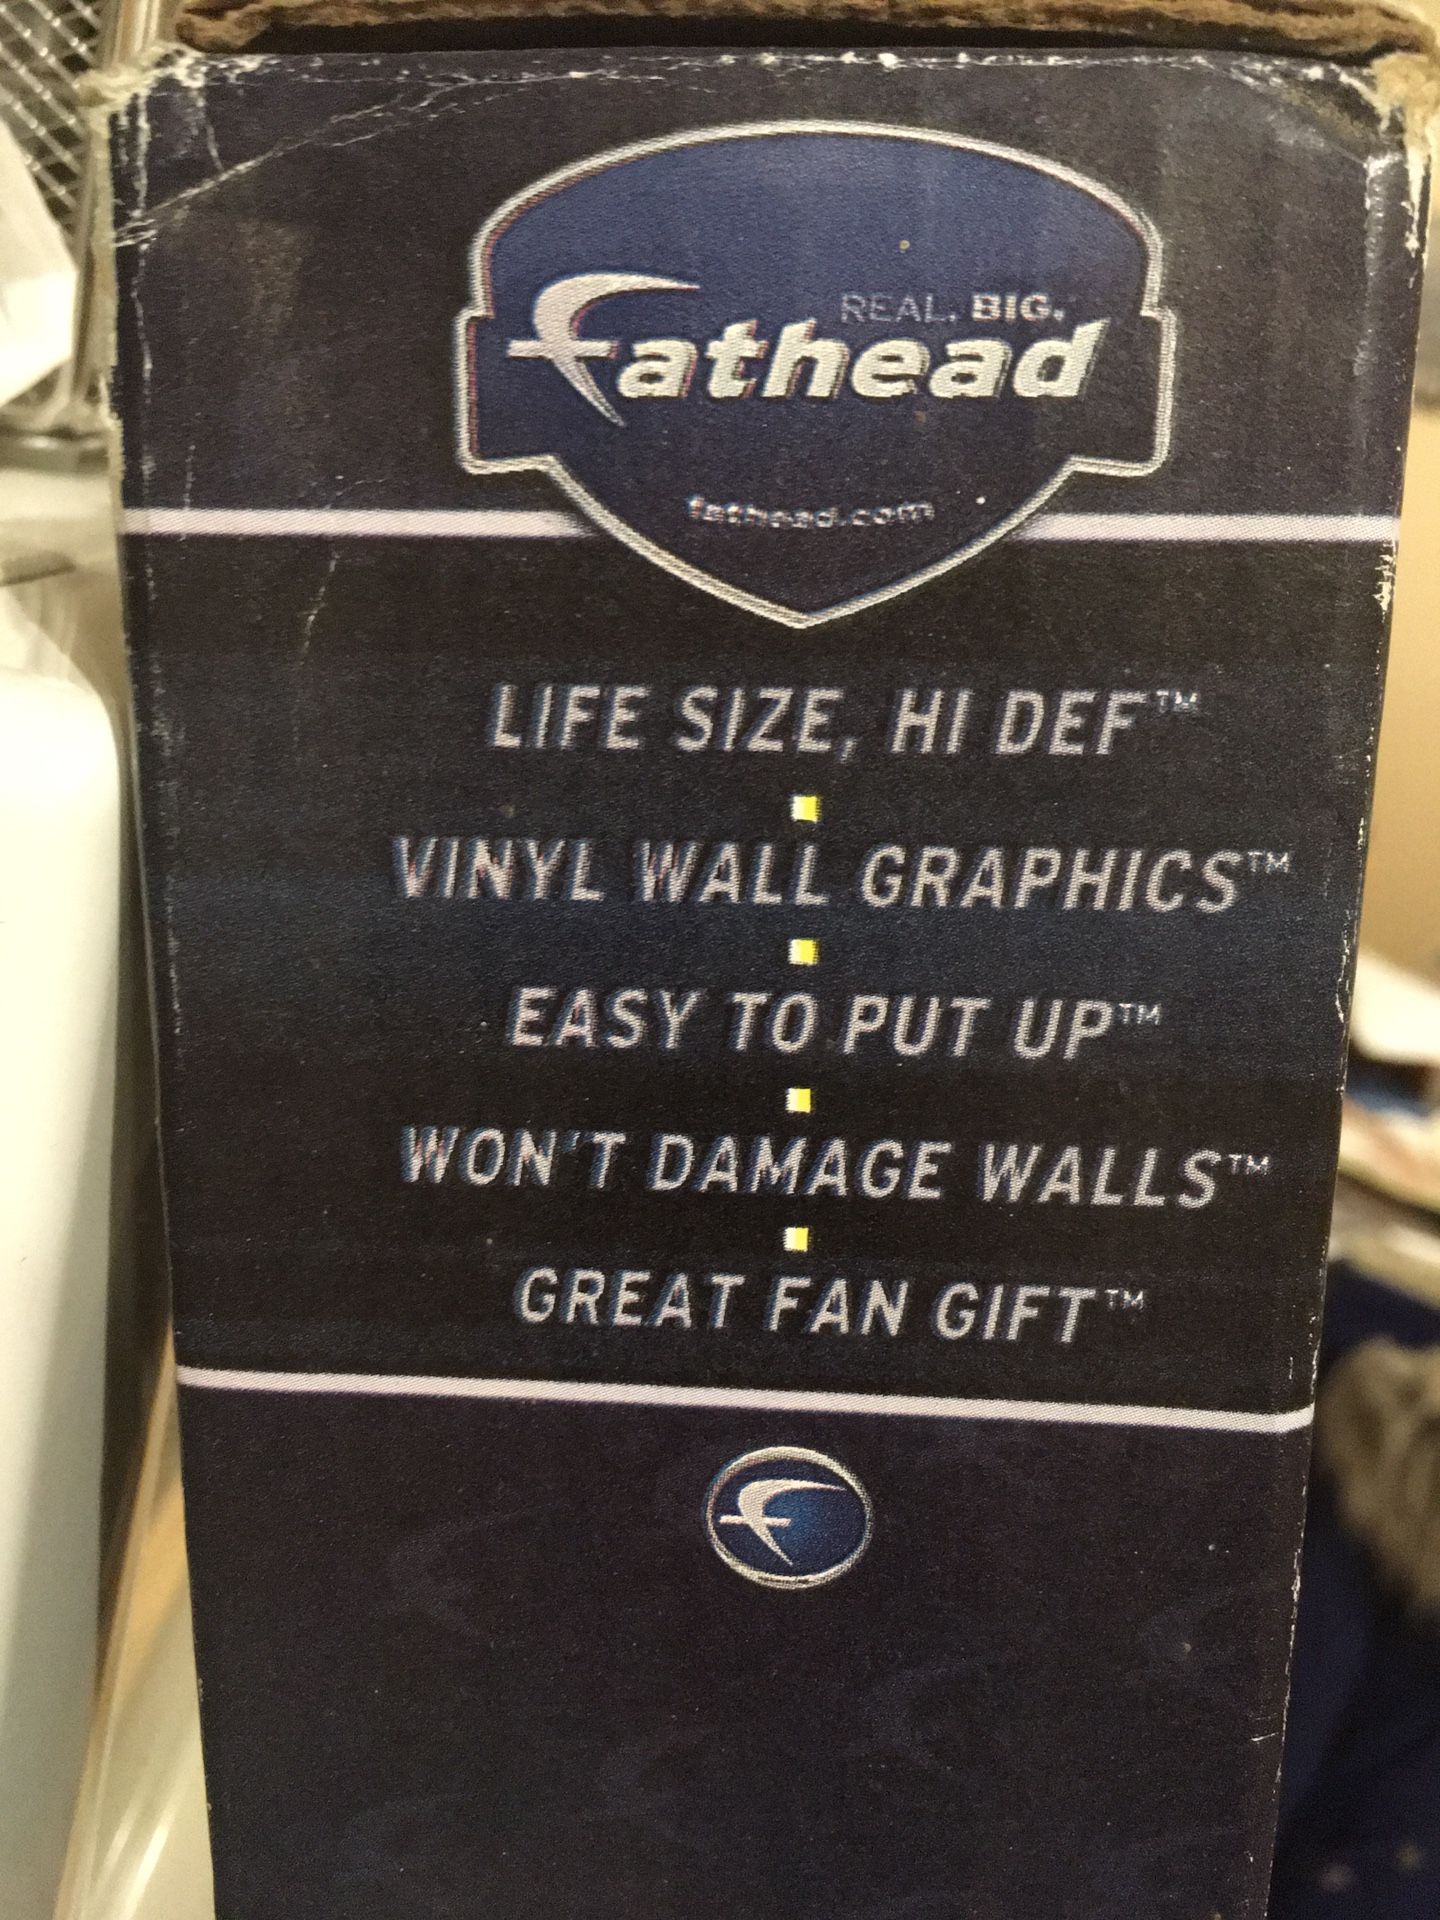 REAL. BIG.
fathead
fathead.com
LIFE SIZE, HI DEF™
VINYL WALL GRAPHICS™
EASY TO PUT UP™
WON'T DAMAGE WALLS™
GREAT FAN GIFT™